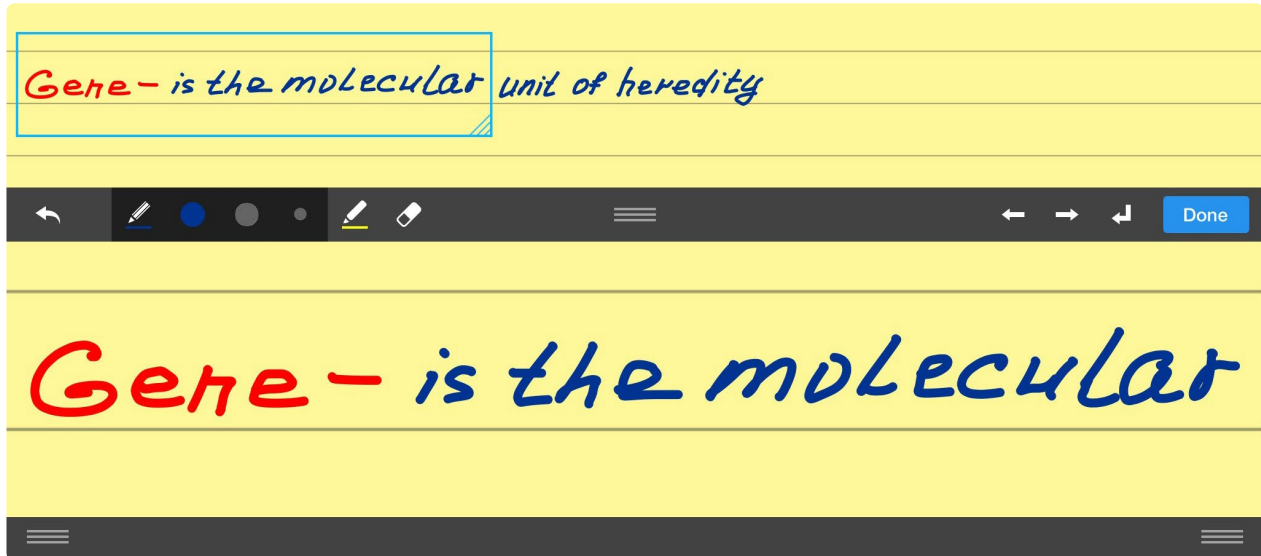 Gene - is the molecular unit of heredity
Done
Gene - is the molecular